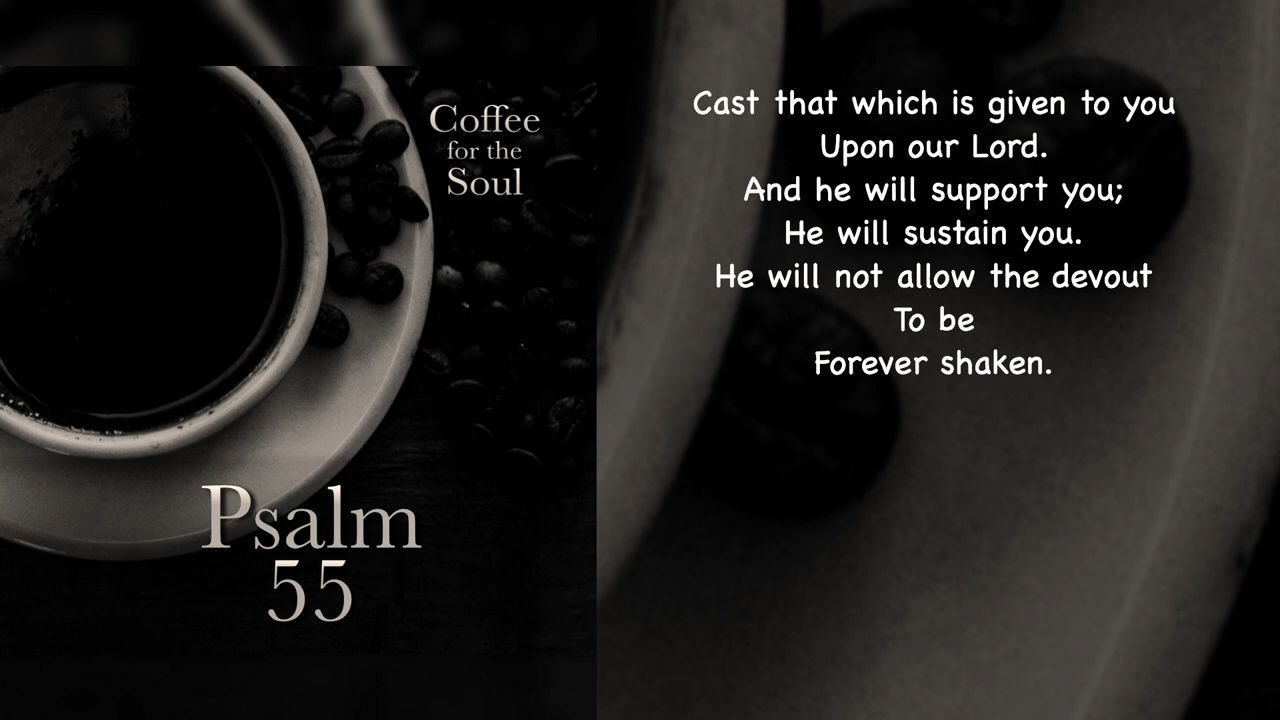 Coffee
for the
Soul
Psalm
55
Cast that which is given to you
Upon our Lord.
And he will support you;
He will sustain you.
He will not allow the devout
To be
Forever shaken.